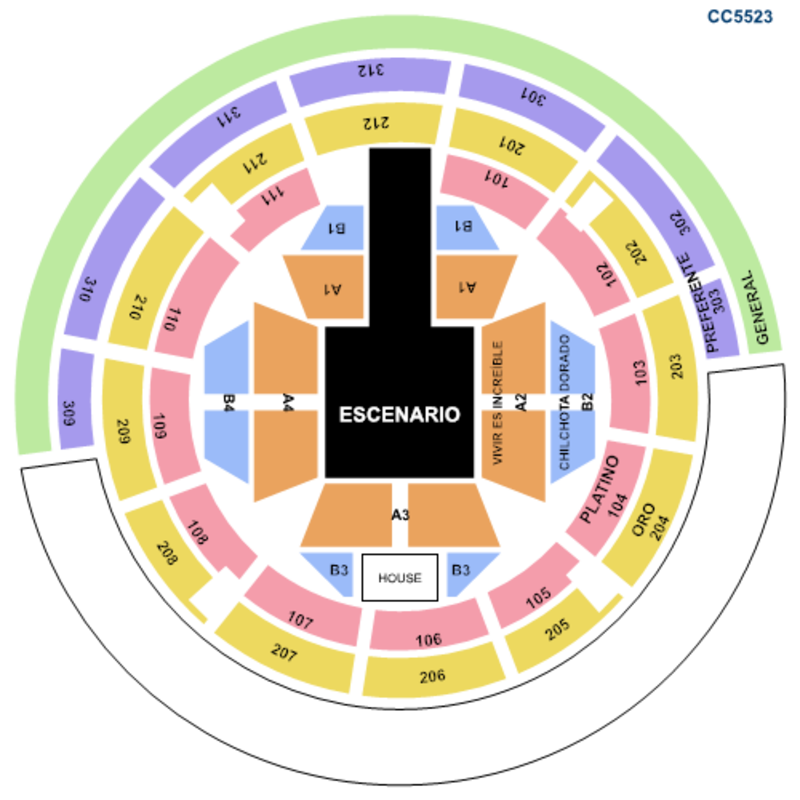 CC5523
312
301
311
212
201
211
302
111
101
202
B1
B1
102
310
210
110
A1
A1
PREFERENTE
303
GENERAL
103
203
VIVIR ES INCREÍBLE
A2
CHILCHOTA DORADO
B2
B4
A4
309
209
109
ESCENARIO
PLATINO
104
ORO
204
A3
208
108
B3
HOUSE
B3
105
107
106
205
207
206